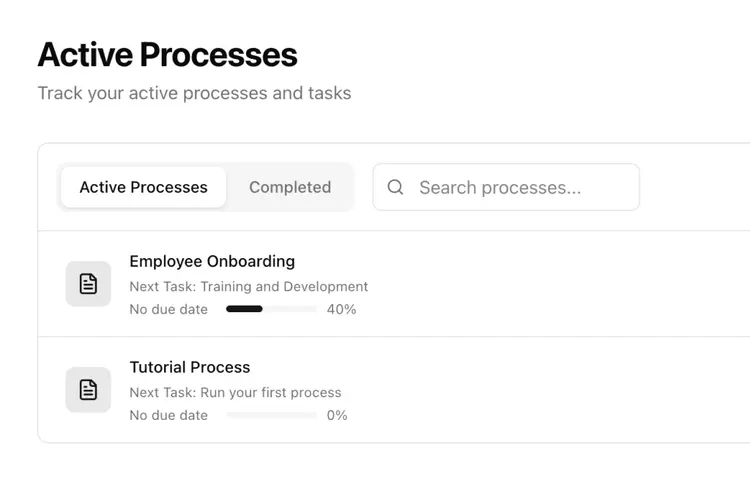 Active Processes
Track your active processes and tasks
Active Processes
Completed
Search processes...
Employee Onboarding
Next Task: Training and Development
No due date 40%
Tutorial Process
Next Task: Run your first process
No due date 0%